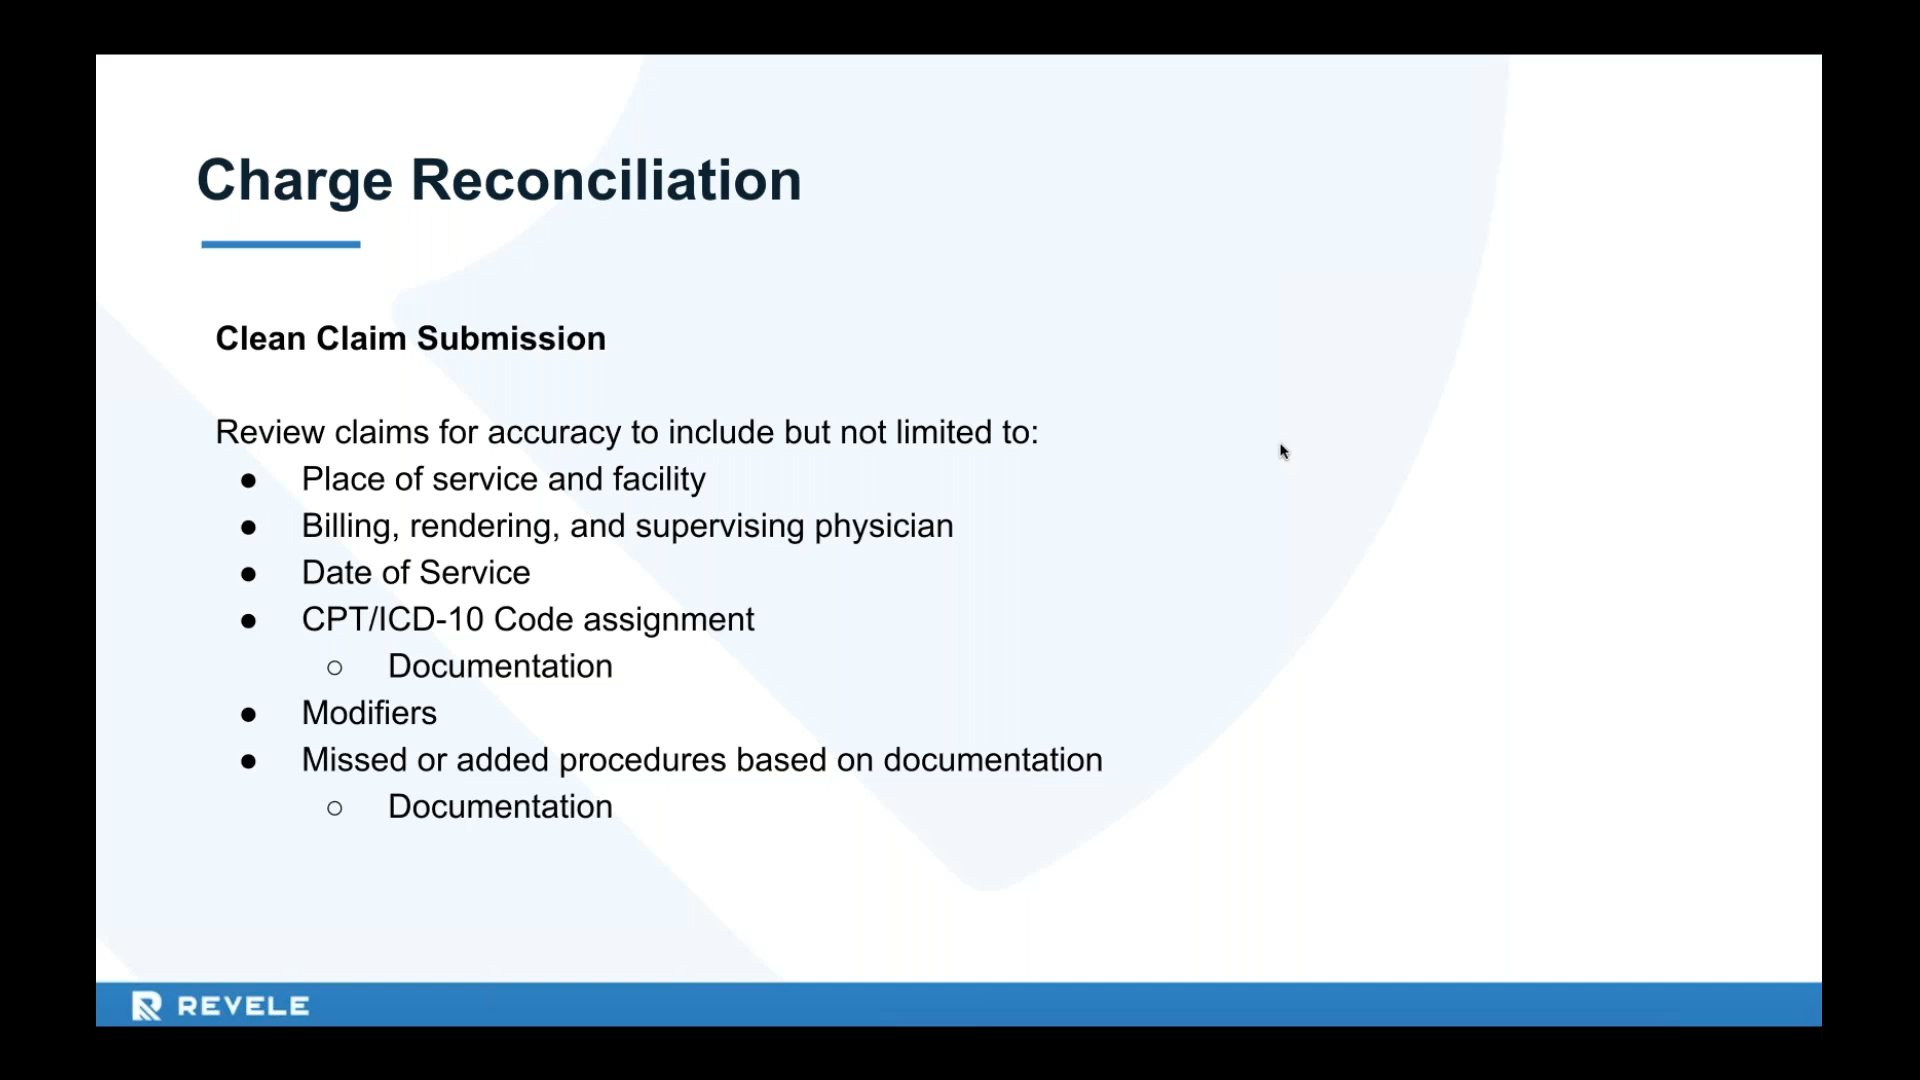 Charge Reconciliation
Clean Claim Submission
Review claims for accuracy to include but not limited to:
● Place of service and facility
● Billing, rendering, and supervising physician
● Date of Service
● CPT/ICD-10 Code assignment
○ Documentation
● Modifiers
● Missed or added procedures based on documentation
○ Documentation
REVELE